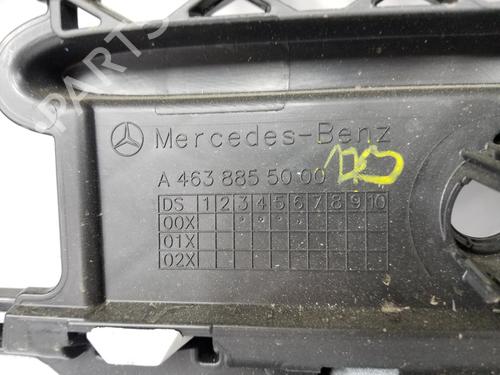 Mercedes-Benz
A 463 885 50 00
DS 1 2 3 4 5 6 7 8 9 10
00X
01X
02X